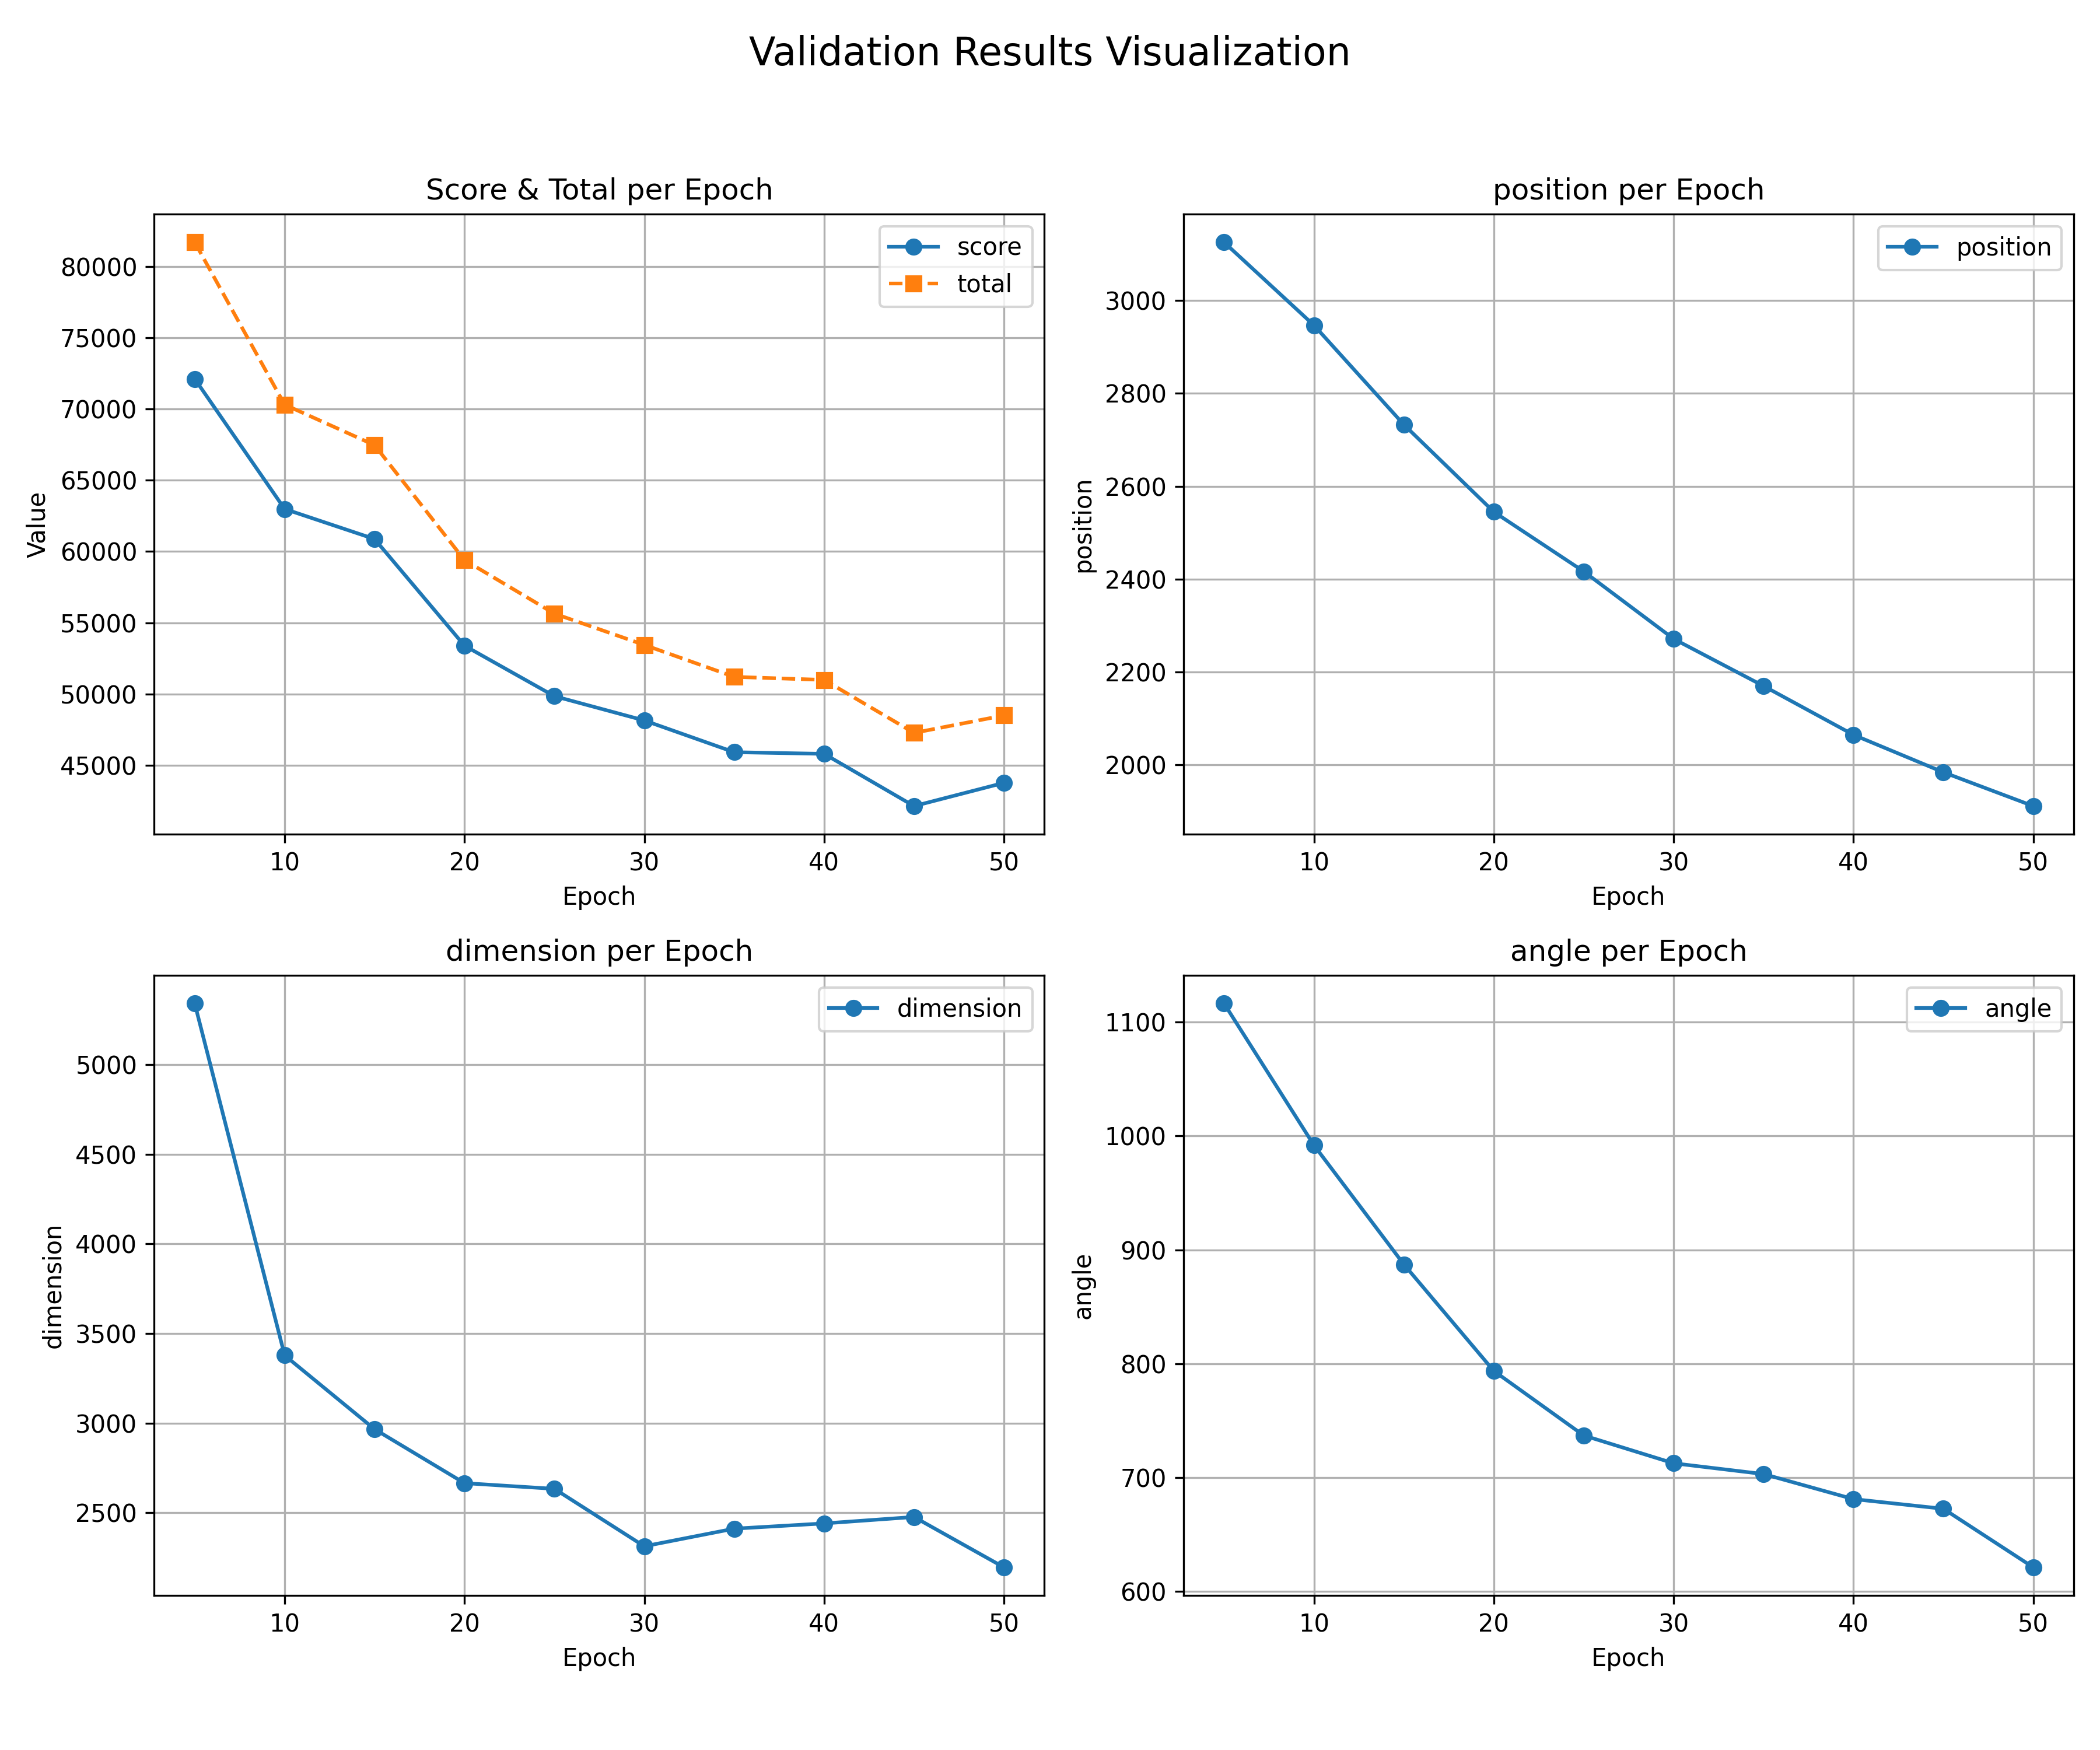 Validation Results Visualization
Score & Total per Epoch
score
total
80000
75000
70000
65000
60000
55000
50000
45000
Value
10 20 30 40 50
Epoch
position per Epoch
position
3000
2800
2600
2400
2200
2000
position
10 20 30 40 50
Epoch
dimension per Epoch
dimension
5000
4500
4000
3500
3000
2500
dimension
10 20 30 40 50
Epoch
angle per Epoch
angle
1100
1000
900
800
700
600
angle
10 20 30 40 50
Epoch